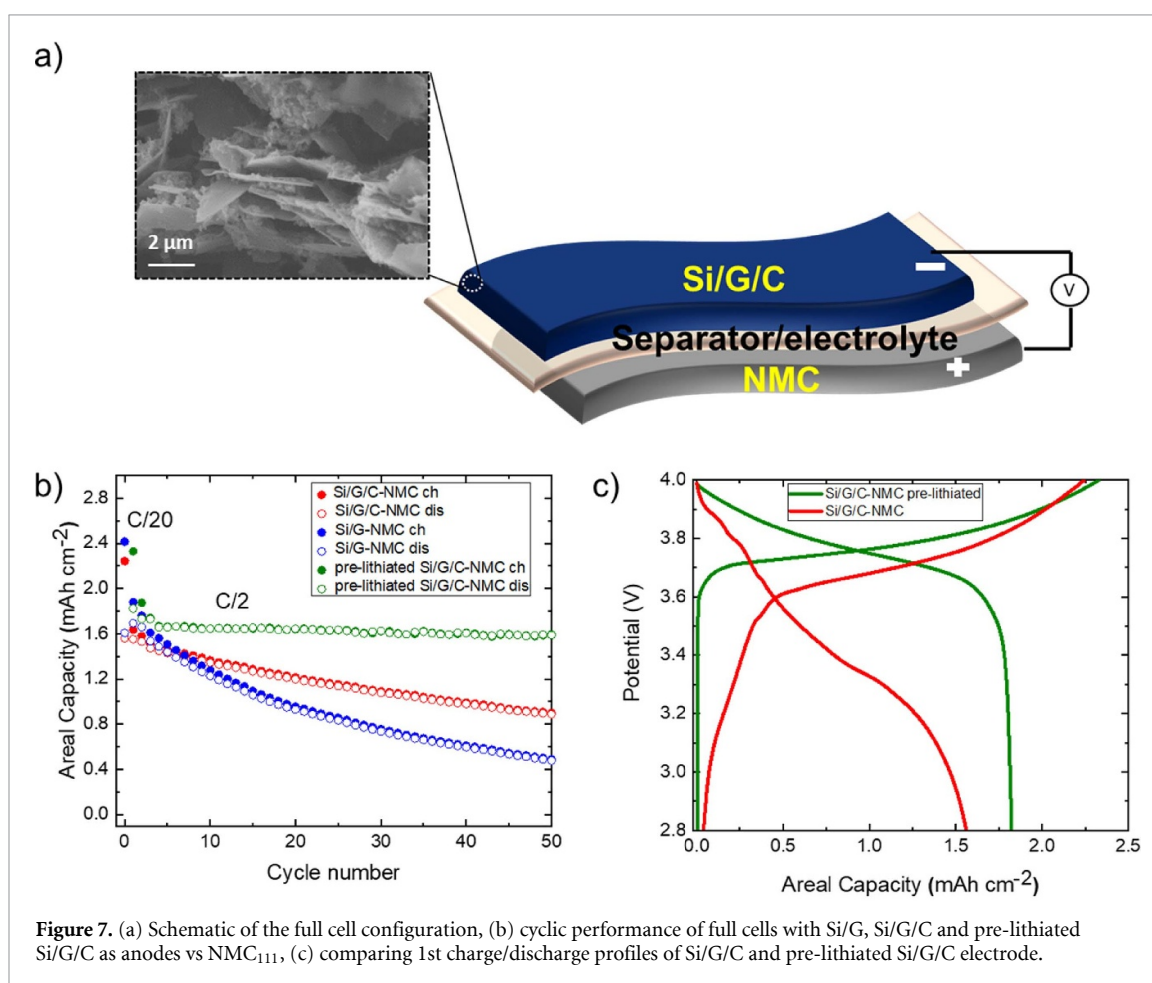 a)
2 µm
Si/G/C
V
Separator/electrolyte
NMC
b)
Si/G/C-NMC ch
Si/G/C-NMC dis
Si/G-NMC ch
Si/G-NMC dis
pre-lithiated Si/G/C-NMC ch
pre-lithiated Si/G/C-NMC dis
C/20
C/2
2.8
2.4
2.0
1.6
1.2
0.8
0.4
0.0
Areal Capacity (mAh cm⁻²)
0 10 20 30 40 50
Cycle number
c)
Si/G/C-NMC pre-lithiated
Si/G/C-NMC
4.0
3.8
3.6
3.4
3.2
3.0
2.8
Potential (V)
0.0 0.5 1.0 1.5 2.0 2.5
Areal Capacity (mAh cm⁻²)
Figure 7. (a) Schematic of the full cell configuration, (b) cyclic performance of full cells with Si/G, Si/G/C and pre-lithiated
Si/G/C as anodes vs NMC₁₁₁, (c) comparing 1st charge/discharge profiles of Si/G/C and pre-lithiated Si/G/C electrode.